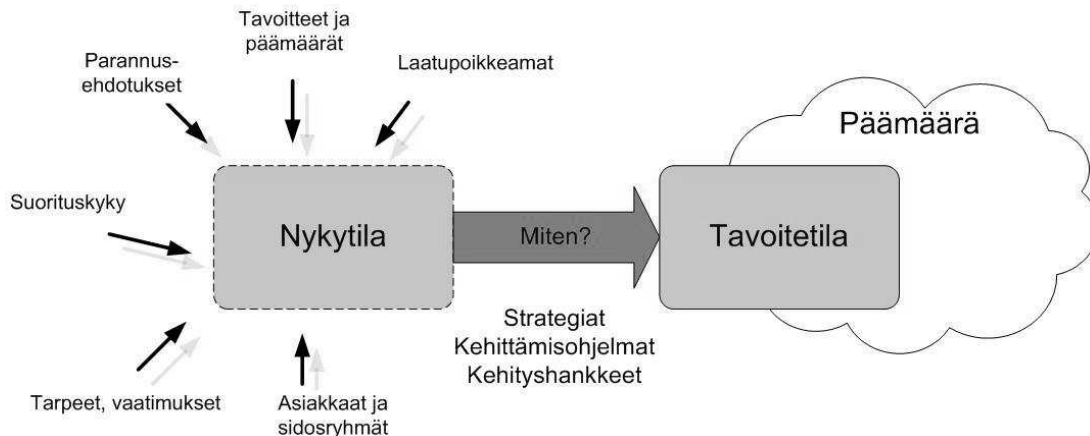 Tavoitteet ja
päämäärät
Parannus-
ehdotukset
Laatupoikkeamat
Päämäärä
Suorituskyky
Nykytila
Miten?
Tavoitetila
Strategiat
Kehittämisohjelmat
Kehityshankkeet
Tarpeet, vaatimukset
Asiakkaat ja
sidosryhmät